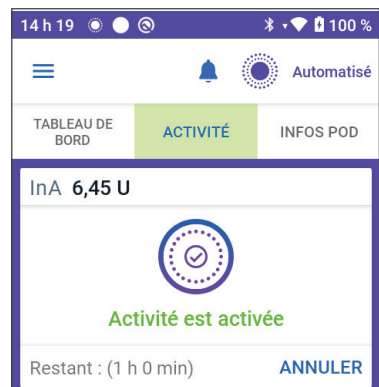 14 h 19 100 %
Automatisé
TABLEAU DE
BORD
ACTIVITÉ
INFOS POD
InA 6,45 U
Activité est activée
Restant : (1 h 0 min) ANNULER